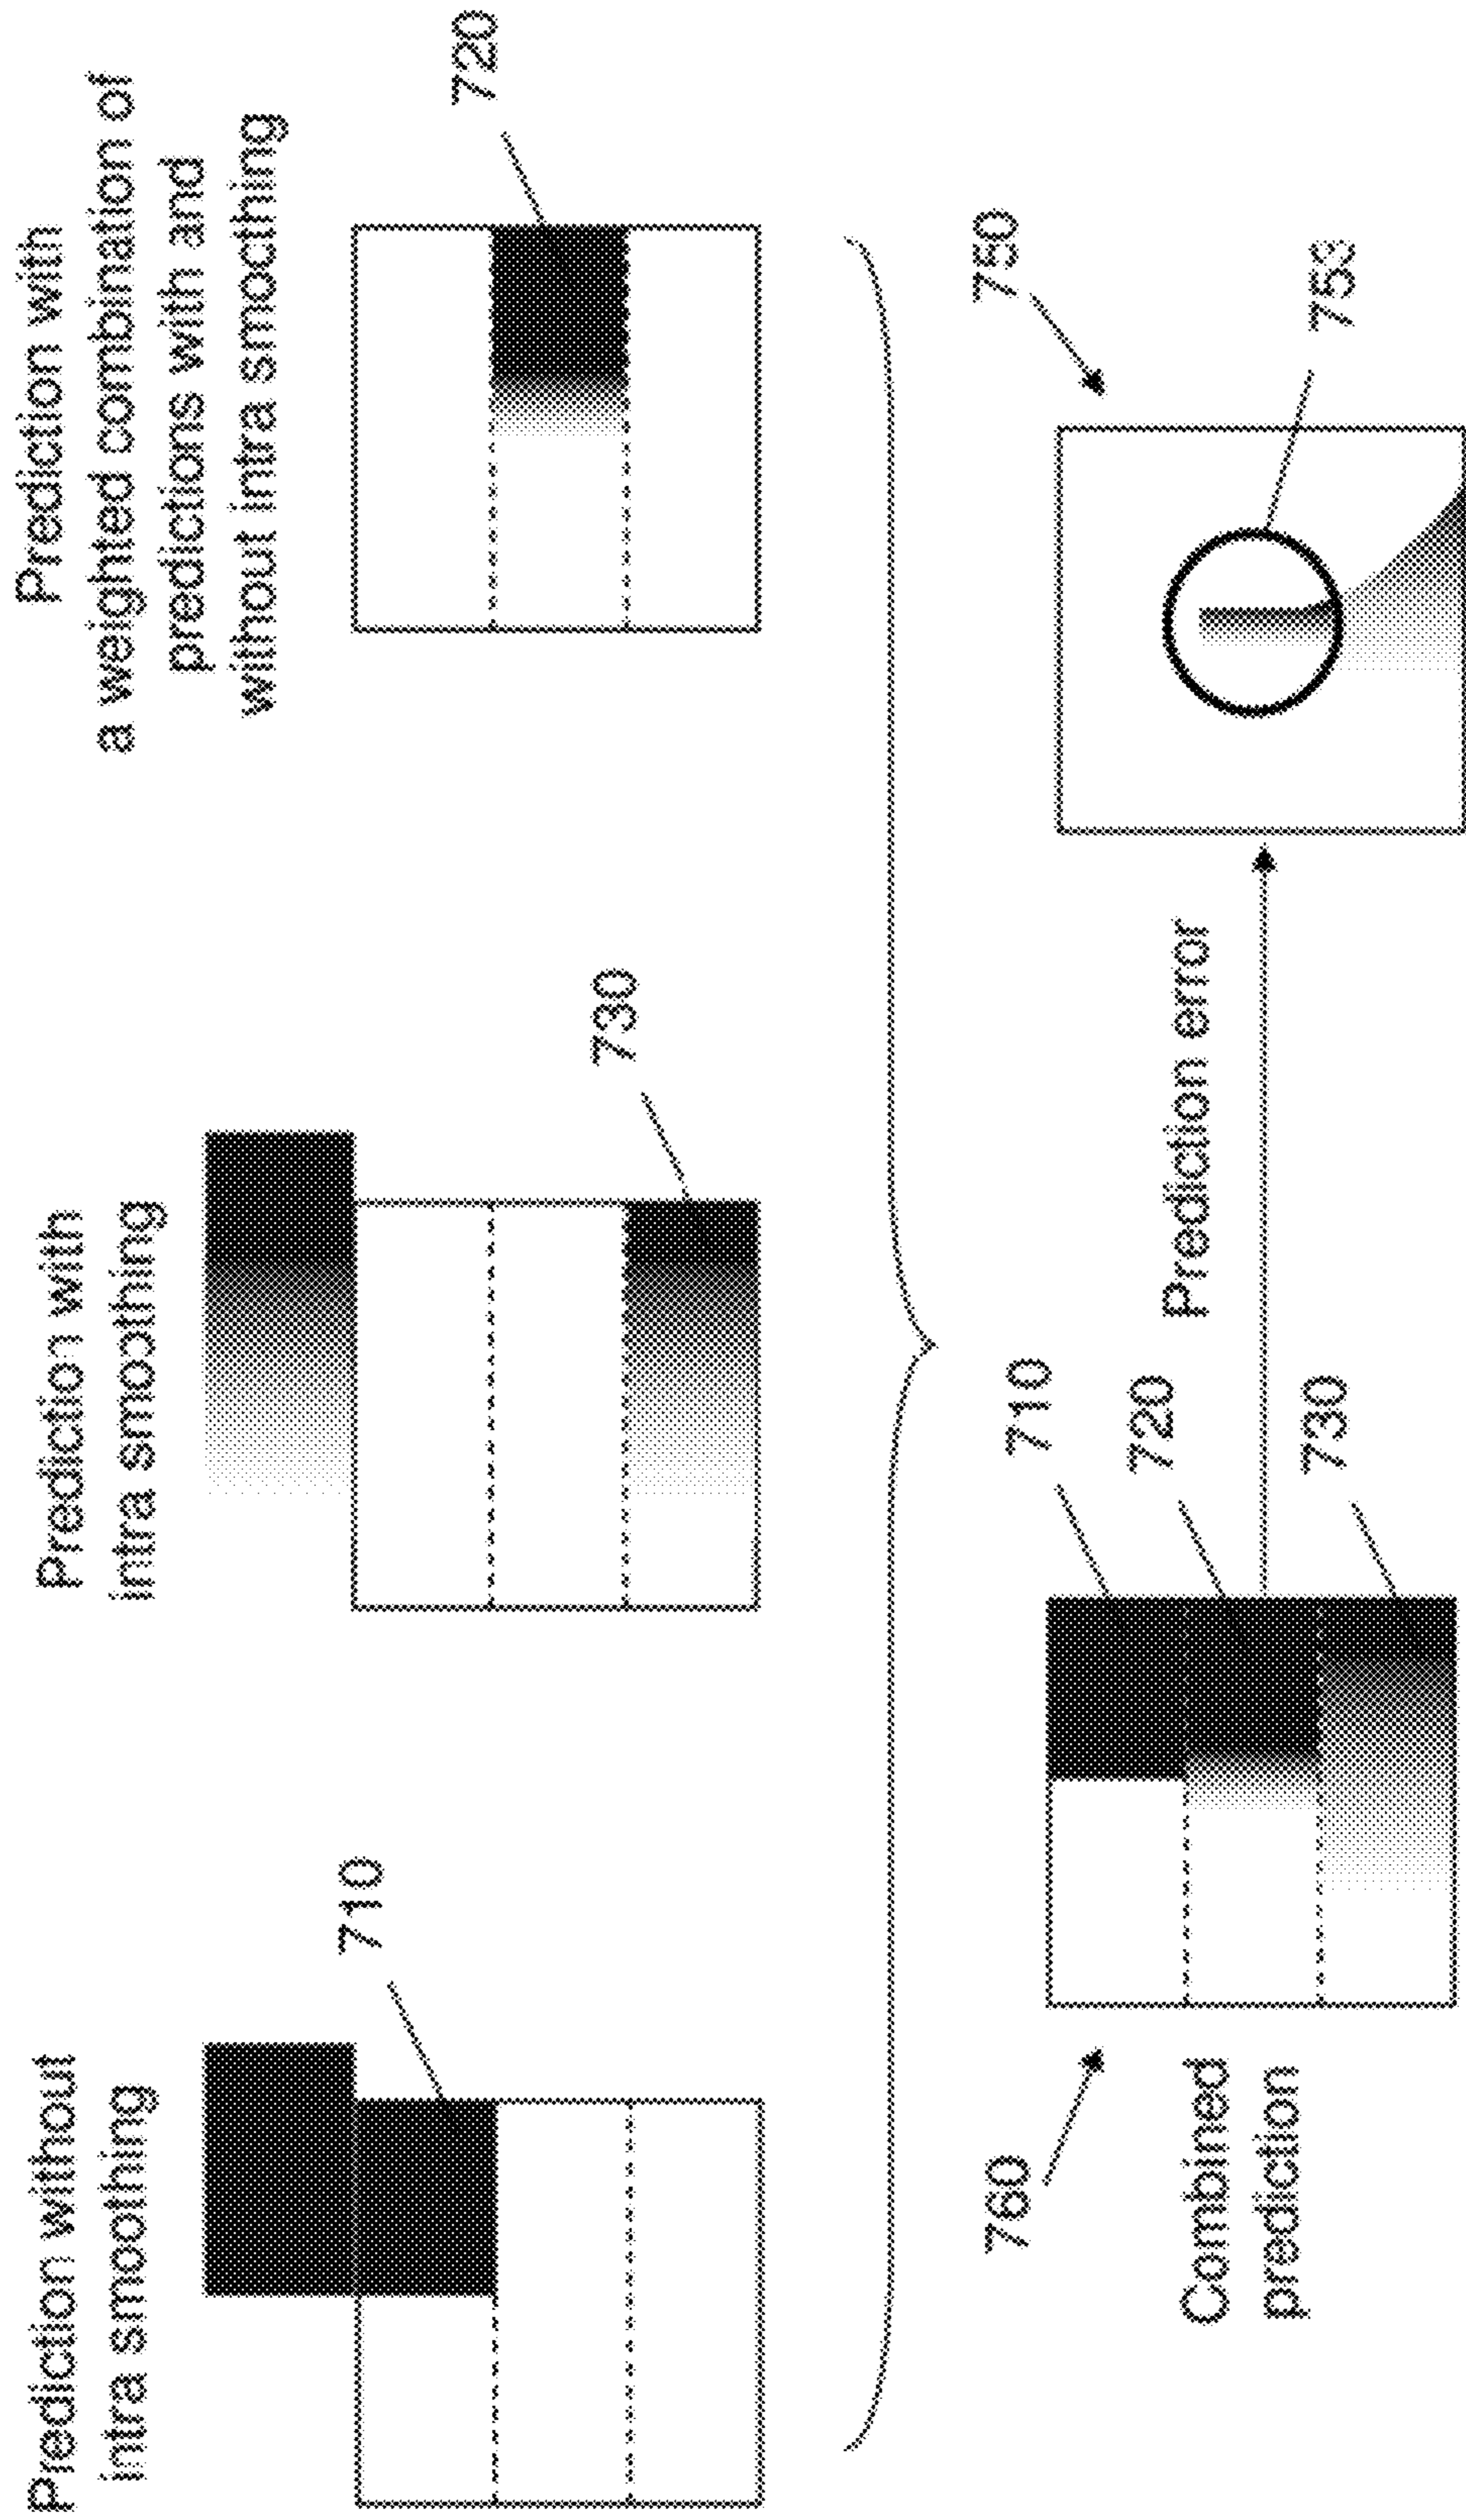 Prediction without
intra smoothing
710
Prediction with
intra smoothing
730
Prediction with
a weighted combination of
predictions with and
without intra smoothing
720
760
Combined
prediction
710
720
730
Prediction error
750
753